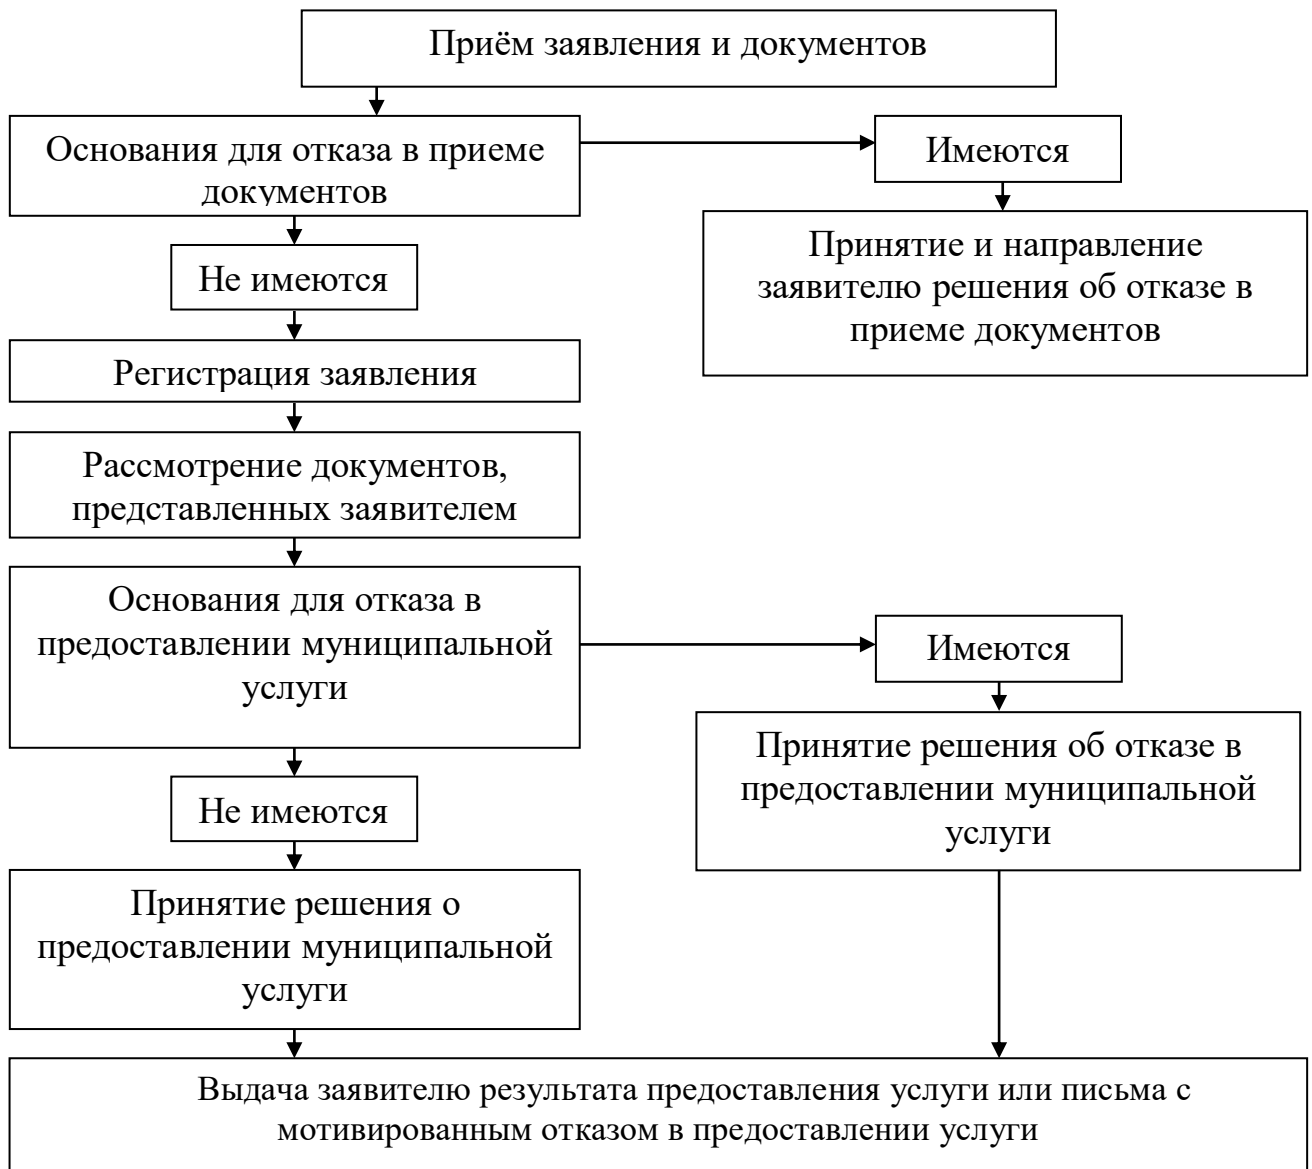 Приём заявления и документов
Основания для отказа в приеме
документов
Имеются
Принятие и направление
заявителю решения об отказе в
приеме документов
Не имеются
Регистрация заявления
Рассмотрение документов,
представленных заявителем
Основания для отказа в
предоставлении муниципальной
услуги
Имеются
Принятие решения об отказе в
предоставлении муниципальной
услуги
Не имеются
Принятие решения о
предоставлении муниципальной
услуги
Выдача заявителю результата предоставления услуги или письма с
мотивированным отказом в предоставлении услуги